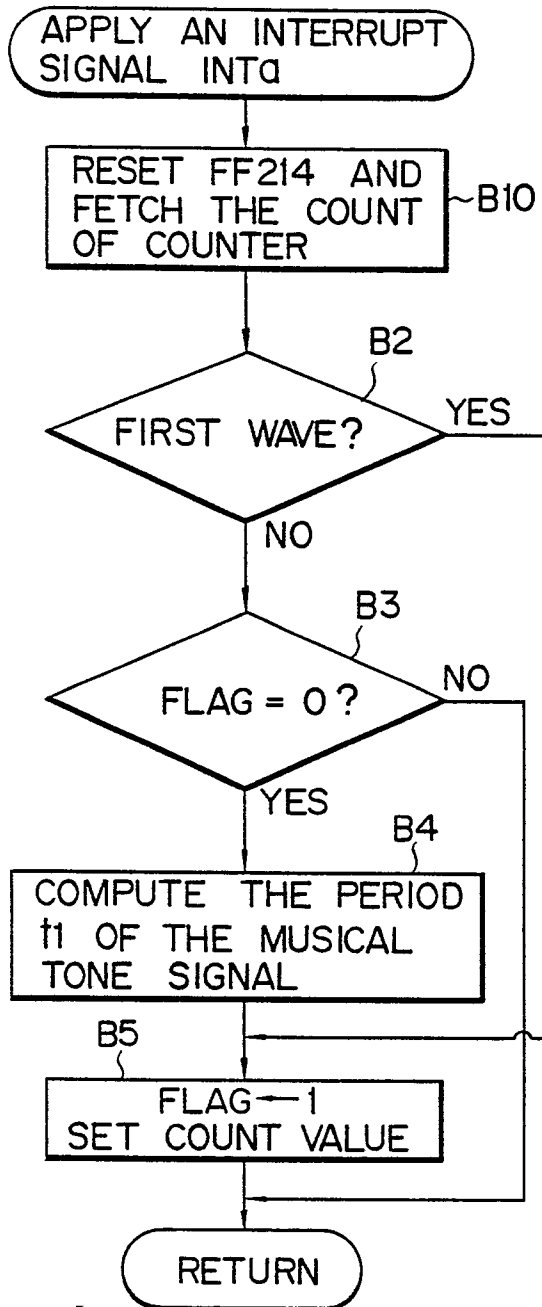 APPLY AN INTERRUPT
SIGNAL INTa
RESET FF214 AND
FETCH THE COUNT
OF COUNTER
B10
B2
FIRST WAVE?
YES
NO
B3
FLAG = 0?
NO
YES
B4
COMPUTE THE PERIOD
t1 OF THE MUSICAL
TONE SIGNAL
B5
FLAG ← 1
SET COUNT VALUE
RETURN